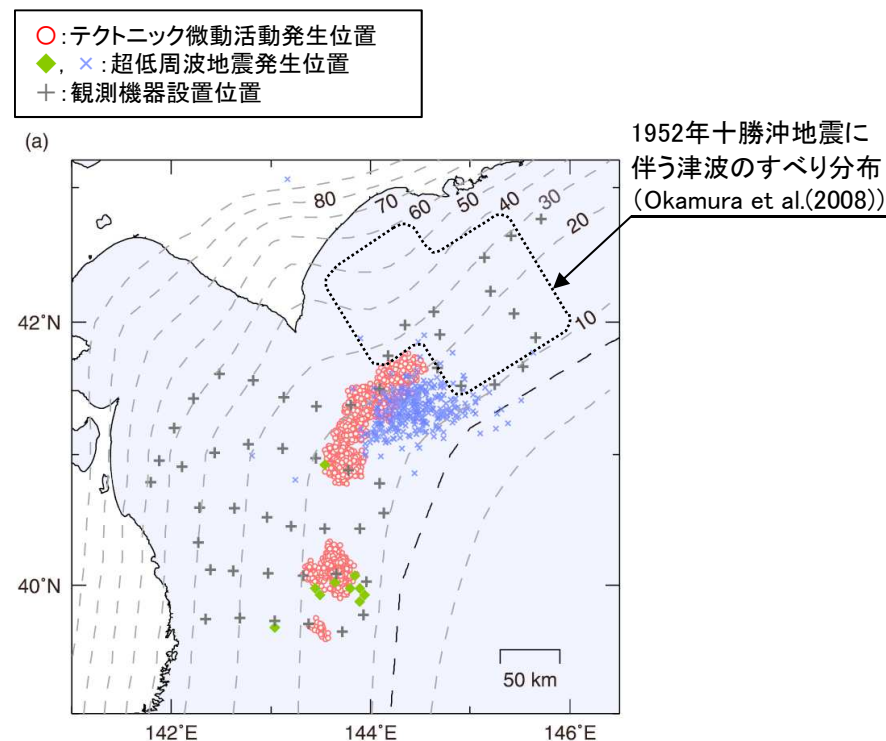 ○:テクトニック微動活動発生位置
◆, ×:超低周波地震発生位置
+:観測機器設置位置
1952年十勝沖地震に
伴う津波のすべり分布
(Okamura et al.(2008))
(a)
80 70 60 50 40 30 20 10
42°N
40°N
50 km
142°E 144°E 146°E